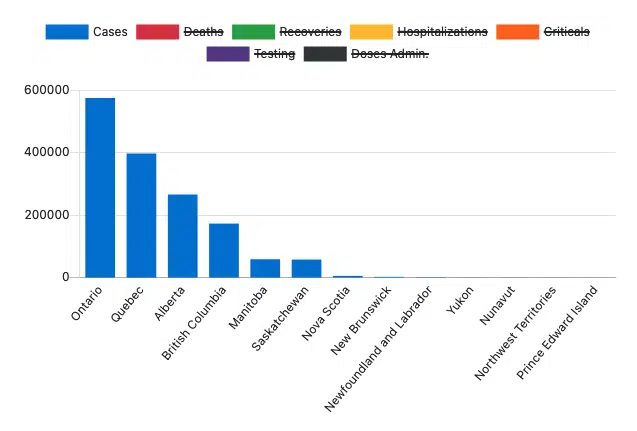 Cases Deaths Recoveries Hospitalizations Criticals
Testing Doses Admin.
600000
400000
200000
0
Ontario
Quebec
Alberta
British Columbia
Manitoba
Saskatchewan
Nova Scotia
New Brunswick
Newfoundland and Labrador
Yukon
Nunavut
Northwest Territories
Prince Edward Island